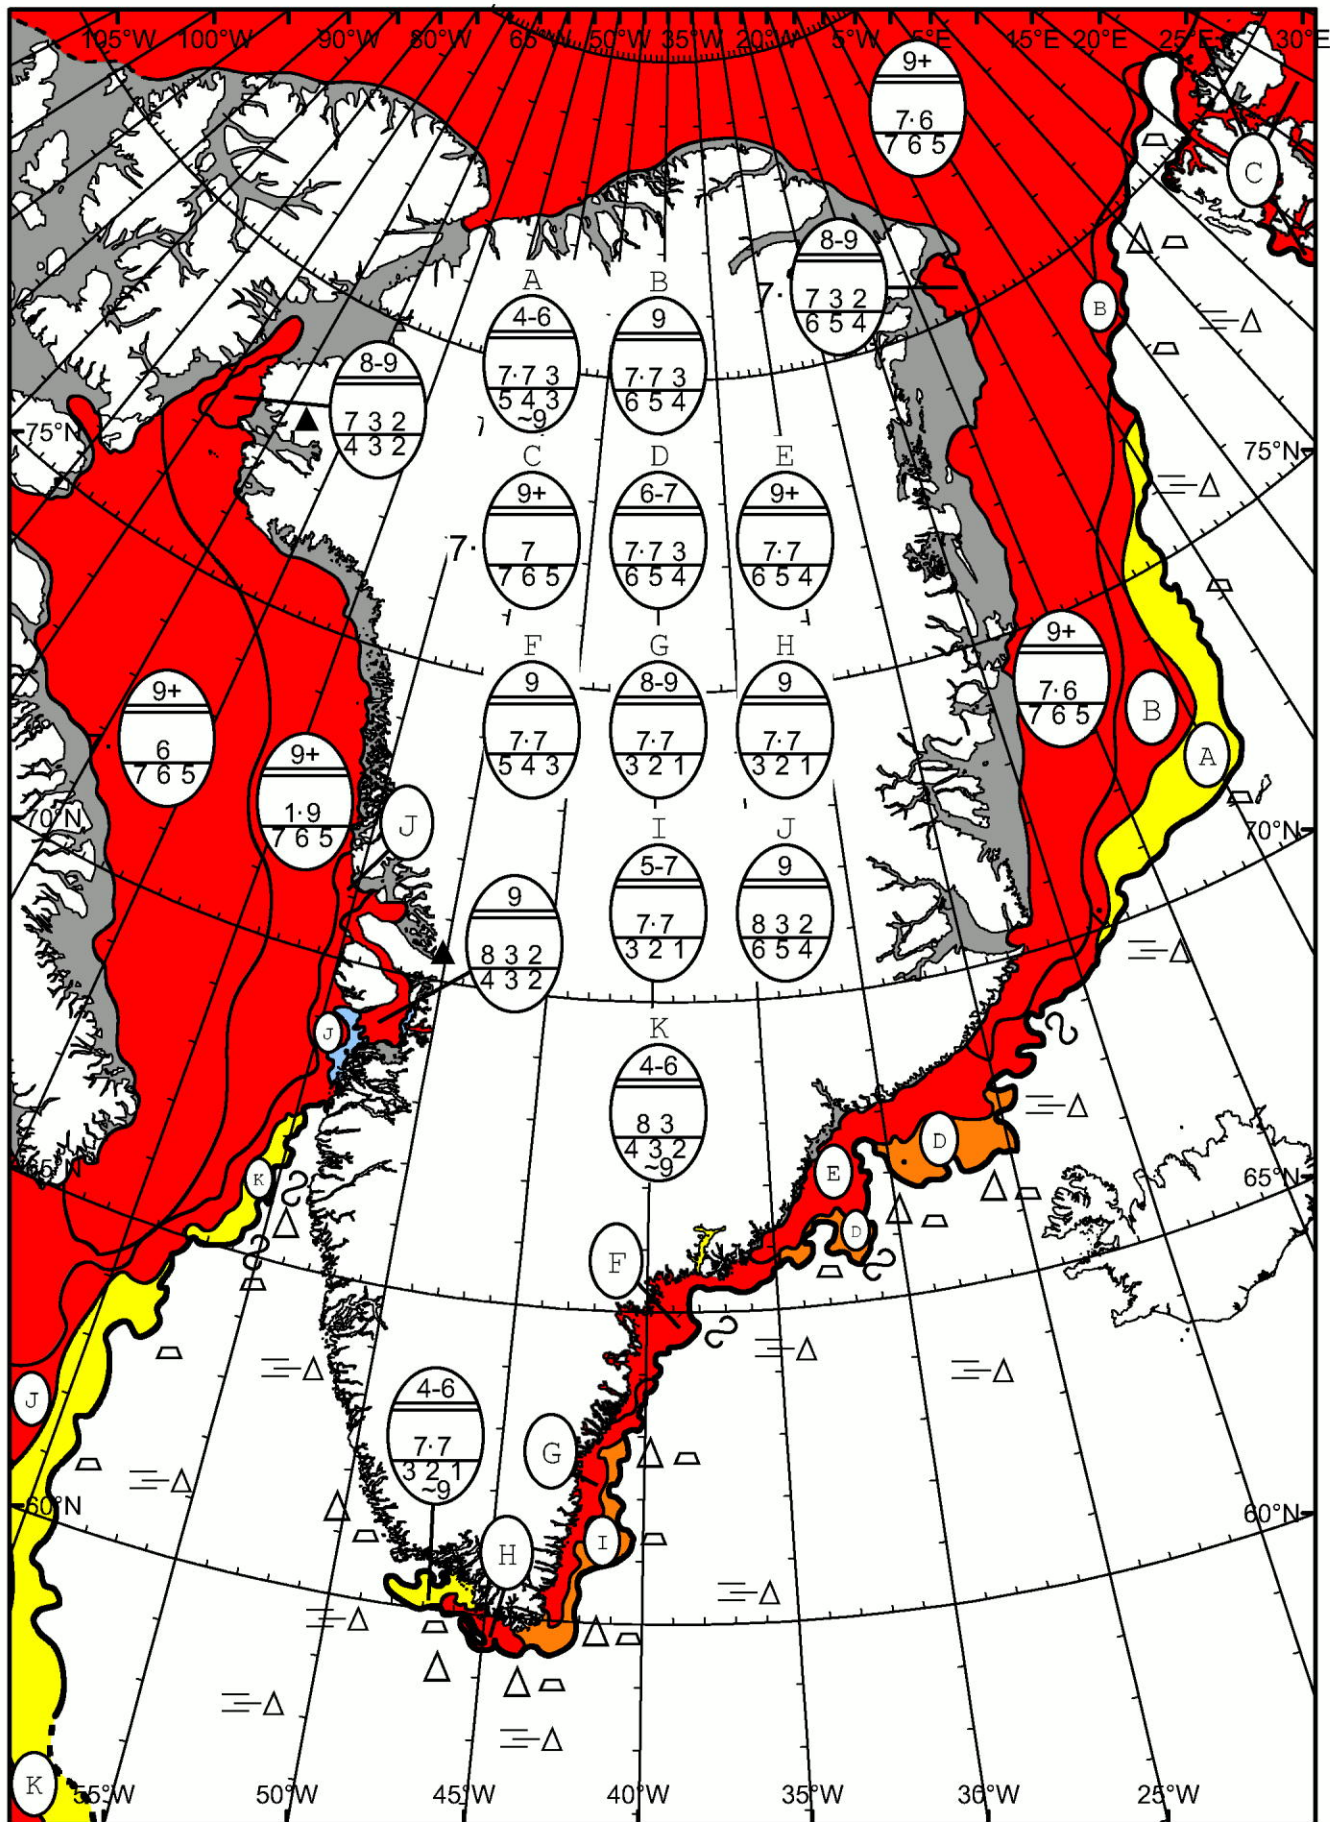 105°W 100°W 90°W 80°W 65°W 50°W 35°W 20°W 5°W 5°E 15°E 20°E 25°E 30°E
9+
7·6
7 6 5
C
8-9
7· 7 3 2
6 5 4
B
A B
4-6 9
7·7 3 7·7 3
5 4 3 6 5 4
~9
8-9
7 3 2
4 3 2
75°N 75°N
C D E
9+ 6-7 9+
7· 7 7·7 3 7·7
7 6 5 6 5 4 6 5 4
F G H
9 8-9 9
7·7 7·7 7·7
5 4 3 3 2 1 3 2 1
9+
7·6
7 6 5
B
A
9+
6
7 6 5
9+
1·9
7 6 5
J
70°N 70°N
I J
5-7 9
7·7 8 3 2
3 2 1 6 5 4
9
8 3 2
4 3 2
J
K
4-6
8 3
4 3 2
~9
D
E
65°N 65°N
K
D
F
J
4-6
7·7
3 2 1
~9
G
60°N 60°N
I
H
K
55°W 50°W 45°W 40°W 35°W 30°W 25°W